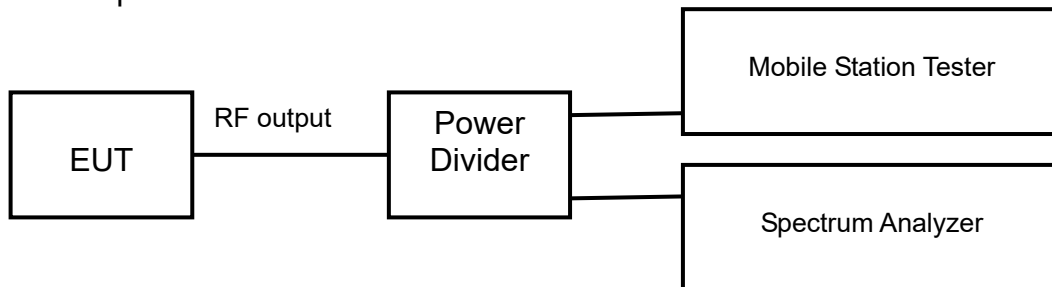 EUT
RF output
Power
Divider
Mobile Station Tester
Spectrum Analyzer